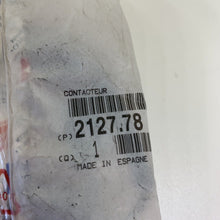 CONTACTEUR
(P) 2127.78
(Q) 1
MADE IN ESPAGNE